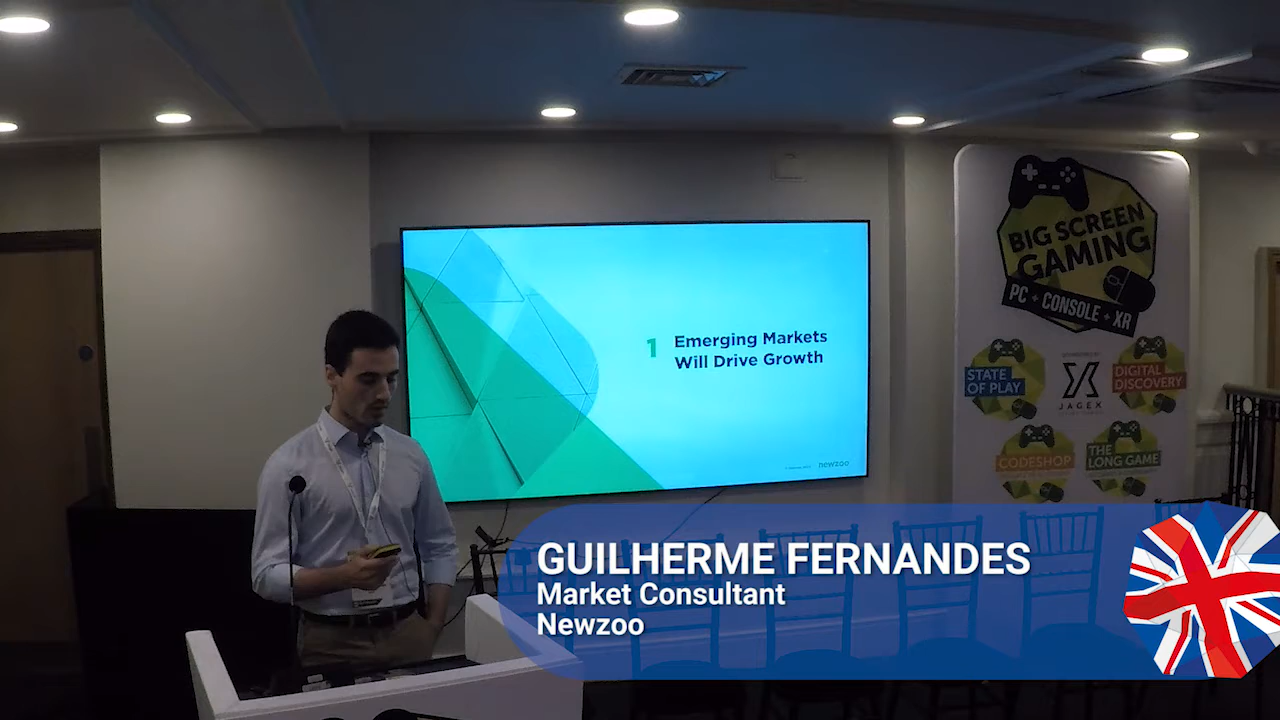 1 Emerging Markets
Will Drive Growth
newzoo
BIG SCREEN
GAMING
PC + CONSOLE + XR
STATE
OF PLAY
JAGEX
DIGITAL
DISCOVERY
CODESHOP
THE
LONG GAME
GUILHERME FERNANDES
Market Consultant
Newzoo